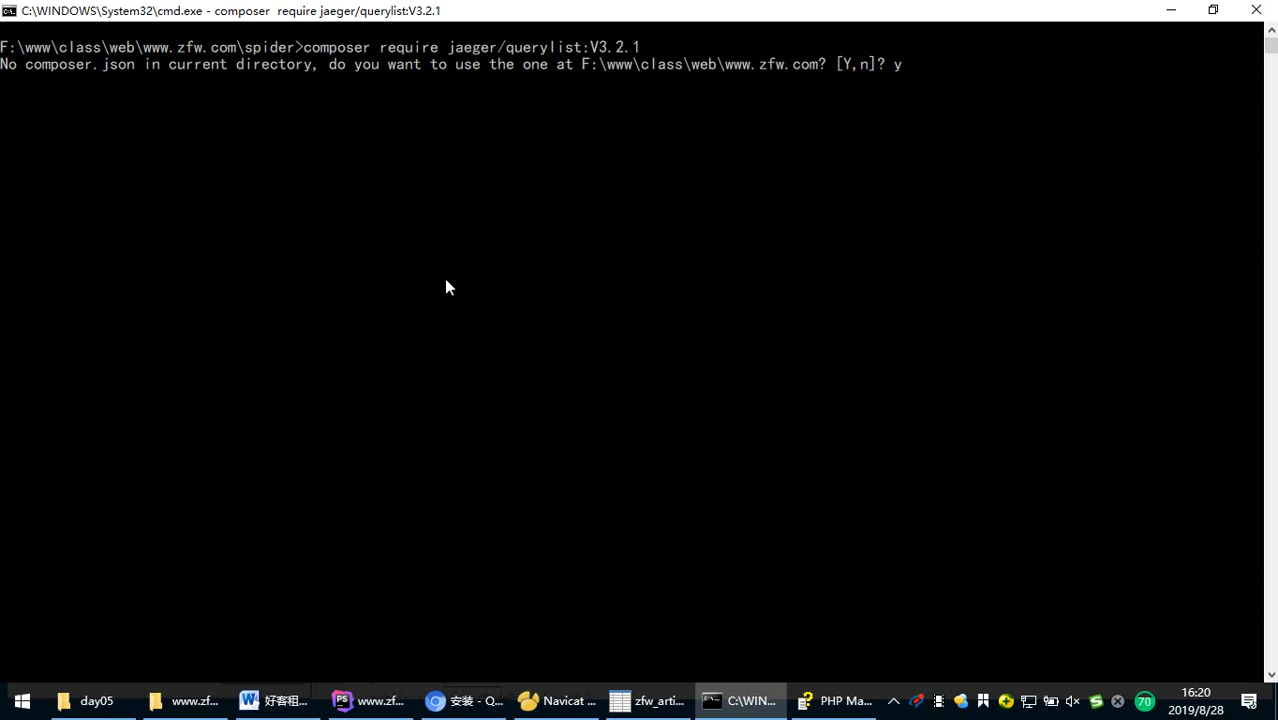 C:\WINDOWS\System32\cmd.exe - composer  require jaeger/querylist:V3.2.1
F:\www\class\web\www.zfw.com\spider>composer require jaeger/querylist:V3.2.1
No composer.json in current directory, do you want to use the one at F:\www\class\web\www.zfw.com? [Y,n]? y
day05
www.zf...
好客租...
www.zf...
安装 - Q...
Navicat ...
zfw_arti...
C:\WIN...
PHP Ma...
70
16:20
2019/8/28